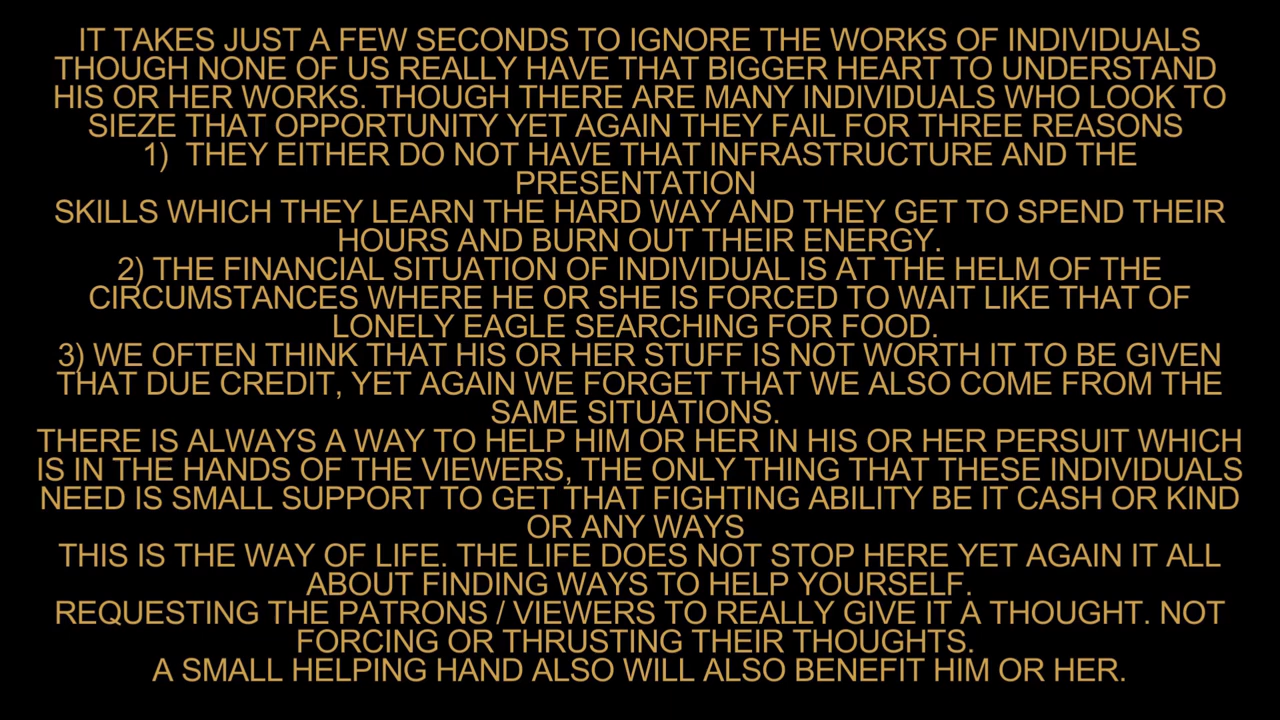 IT TAKES JUST A FEW SECONDS TO IGNORE THE WORKS OF INDIVIDUALS
THOUGH NONE OF US REALLY HAVE THAT BIGGER HEART TO UNDERSTAND
HIS OR HER WORKS. THOUGH THERE ARE MANY INDIVIDUALS WHO LOOK TO
SIEZE THAT OPPORTUNITY YET AGAIN THEY FAIL FOR THREE REASONS
1)  THEY EITHER DO NOT HAVE THAT INFRASTRUCTURE AND THE
PRESENTATION
SKILLS WHICH THEY LEARN THE HARD WAY AND THEY GET TO SPEND THEIR
HOURS AND BURN OUT THEIR ENERGY.
2) THE FINANCIAL SITUATION OF INDIVIDUAL IS AT THE HELM OF THE
CIRCUMSTANCES WHERE HE OR SHE IS FORCED TO WAIT LIKE THAT OF
LONELY EAGLE SEARCHING FOR FOOD.
3) WE OFTEN THINK THAT HIS OR HER STUFF IS NOT WORTH IT TO BE GIVEN
THAT DUE CREDIT, YET AGAIN WE FORGET THAT WE ALSO COME FROM THE
SAME SITUATIONS.
THERE IS ALWAYS A WAY TO HELP HIM OR HER IN HIS OR HER PERSUIT WHICH
IS IN THE HANDS OF THE VIEWERS, THE ONLY THING THAT THESE INDIVIDUALS
NEED IS SMALL SUPPORT TO GET THAT FIGHTING ABILITY BE IT CASH OR KIND
OR ANY WAYS
THIS IS THE WAY OF LIFE. THE LIFE DOES NOT STOP HERE YET AGAIN IT ALL
ABOUT FINDING WAYS TO HELP YOURSELF.
REQUESTING THE PATRONS / VIEWERS TO REALLY GIVE IT A THOUGHT. NOT
FORCING OR THRUSTING THEIR THOUGHTS.
A SMALL HELPING HAND ALSO WILL ALSO BENEFIT HIM OR HER.